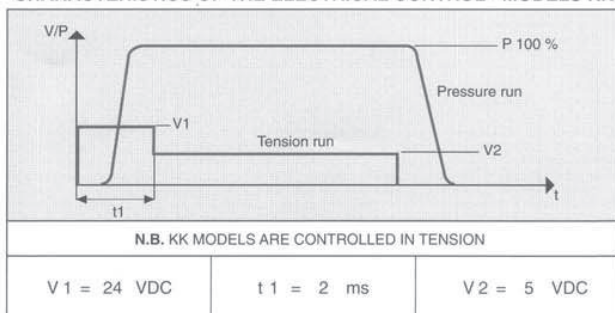 V/P
P 100 %
Pressure run
V1
Tension run
V2
t1
t
N.B. KK MODELS ARE CONTROLLED IN TENSION
V 1 = 24 VDC
t 1 = 2 ms
V 2 = 5 VDC